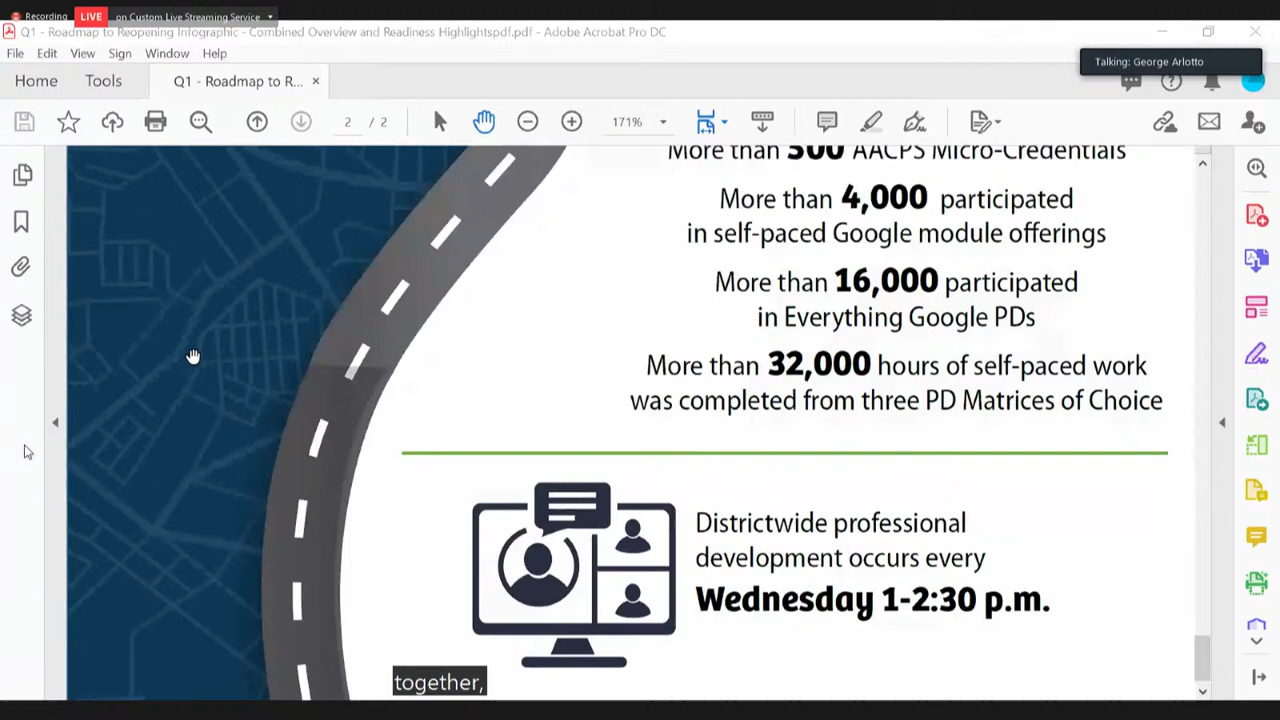 Recording LIVE on Custom Live Streaming Service
Q1 - Roadmap to Reopening Infographic - Combined Overview and Readiness Highlightspdf.pdf - Adobe Acrobat Pro DC
File Edit View Sign Window Help
Talking: George Arlotto
Home Tools Q1 - Roadmap to R... ×
2 / 2 171%
More than 500 AACPS Micro-Credentials
More than 4,000 participated
in self-paced Google module offerings
More than 16,000 participated
in Everything Google PDs
More than 32,000 hours of self-paced work
was completed from three PD Matrices of Choice
Districtwide professional
development occurs every
Wednesday 1-2:30 p.m.
together,